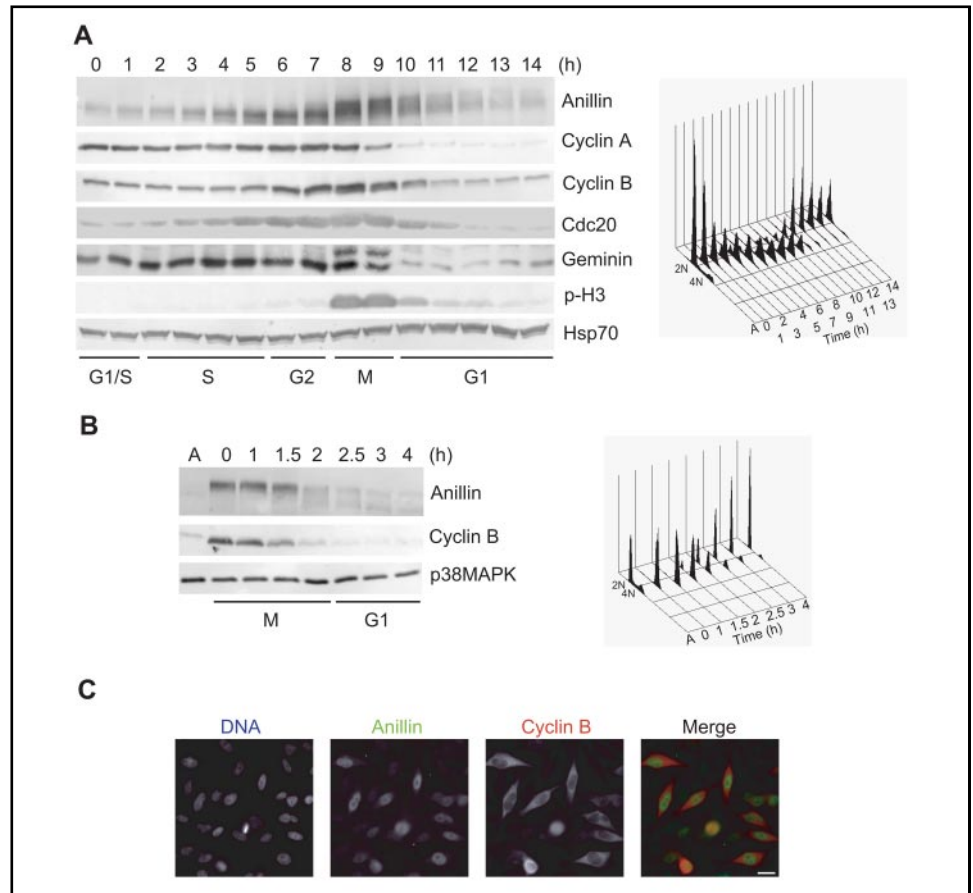 A
0 1 2 3 4 5 6 7 8 9 10 11 12 13 14 (h)
Anillin
Cyclin A
Cyclin B
Cdc20
Geminin
p-H3
Hsp70
G1/S S G2 M G1
2N
4N
A 0 2 4 6 8 10 12 14
1 3 5 7 9 11 13
Time (h)
B
A 0 1 1.5 2 2.5 3 4 (h)
Anillin
Cyclin B
p38MAPK
M G1
2N
4N
A 0 1 1.5 2 2.5 3 4
Time (h)
C
DNA Anillin Cyclin B Merge